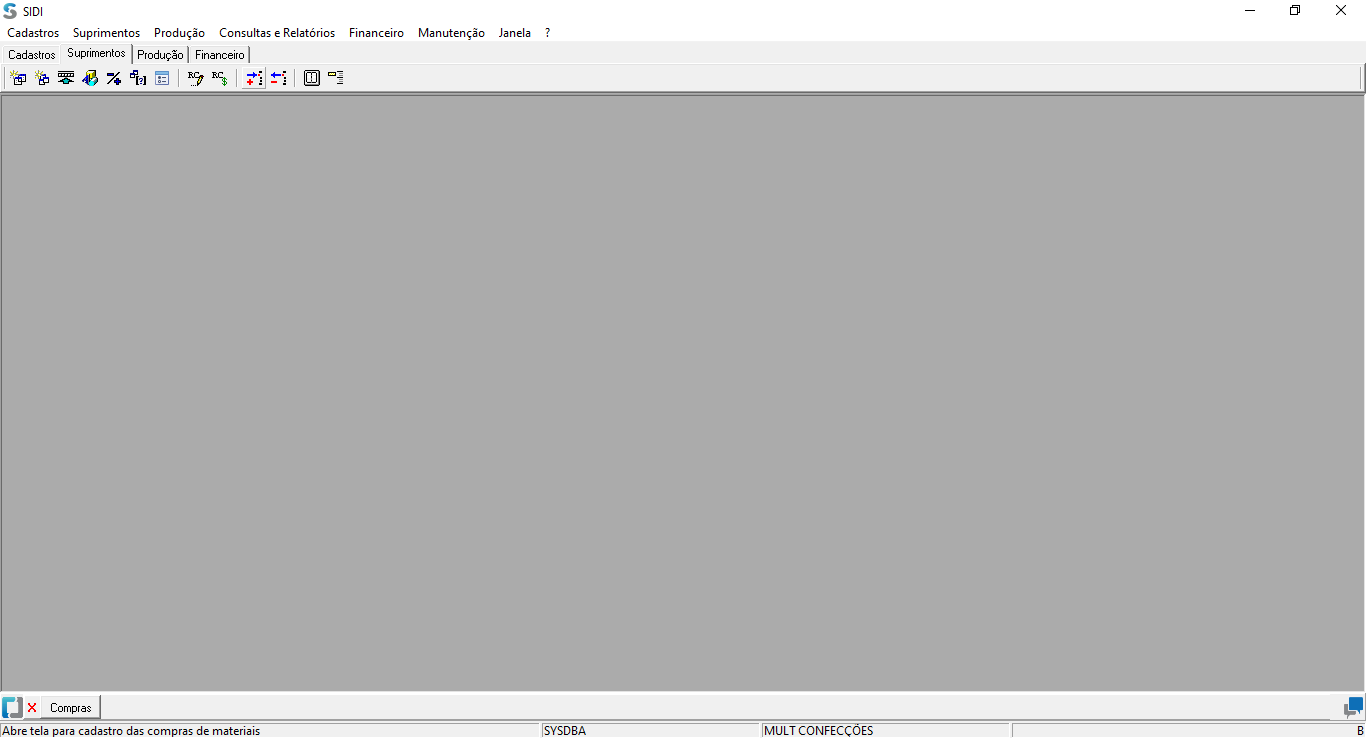 SIDI
Cadastros Suprimentos Produção Consultas e Relatórios Financeiro Manutenção Janela ?
Cadastros Suprimentos Produção Financeiro
[?] RC RC $
Compras
Abre tela para cadastro das compras de materiais SYSDBA MULT CONFECÇÕES B